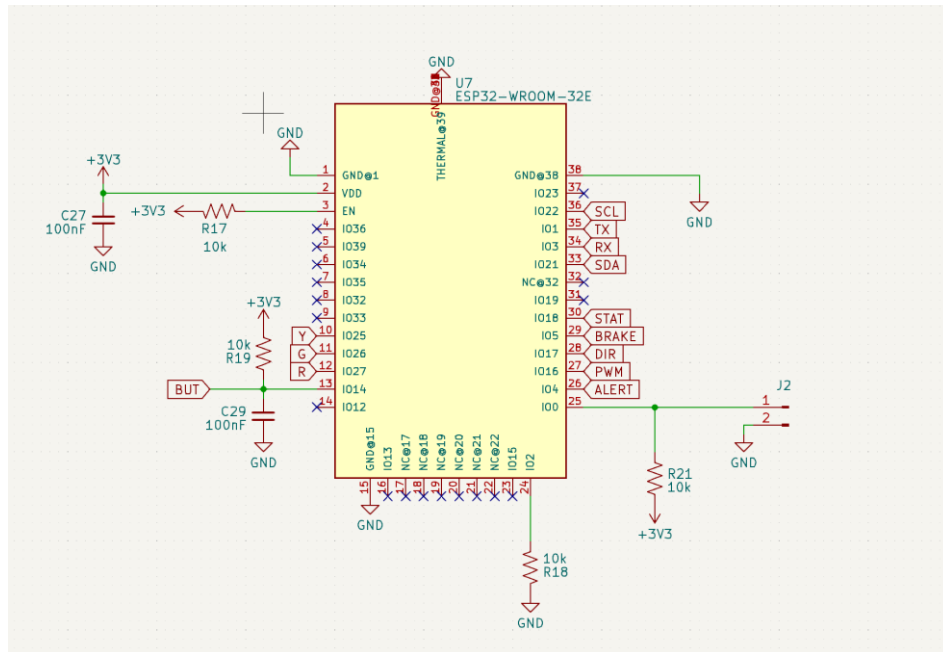 GND
U7
ESP32-WROOM-32E
THERMAL@39
GND
+3V3
C27
100nF
GND
+3V3
R17
10k
1 GND@1
2 VDD
3 EN
4 IO36
5 IO39
6 IO34
7 IO35
8 IO32
9 IO33
Y 10 IO25
G 11 IO26
R 12 IO27
BUT 13 IO14
14 IO12
+3V3
10k
R19
C29
100nF
GND
GND@38 38
IO23 37
IO22 36 SCL
IO1 35 TX
IO3 34 RX
IO21 33 SDA
NC@32 32
IO19 31
IO18 30 STAT
IO5 29 BRAKE
IO17 28 DIR
IO16 27 PWM
IO4 26 ALERT
IO0 25
GND
J2
1
2
GND
R21
10k
+3V3
GND@15 15
IO13 16
NC@17 17
NC@18 18
NC@19 19
NC@20 20
NC@21 21
NC@22 22
IO15 23
IO2 24
GND
10k
R18
GND